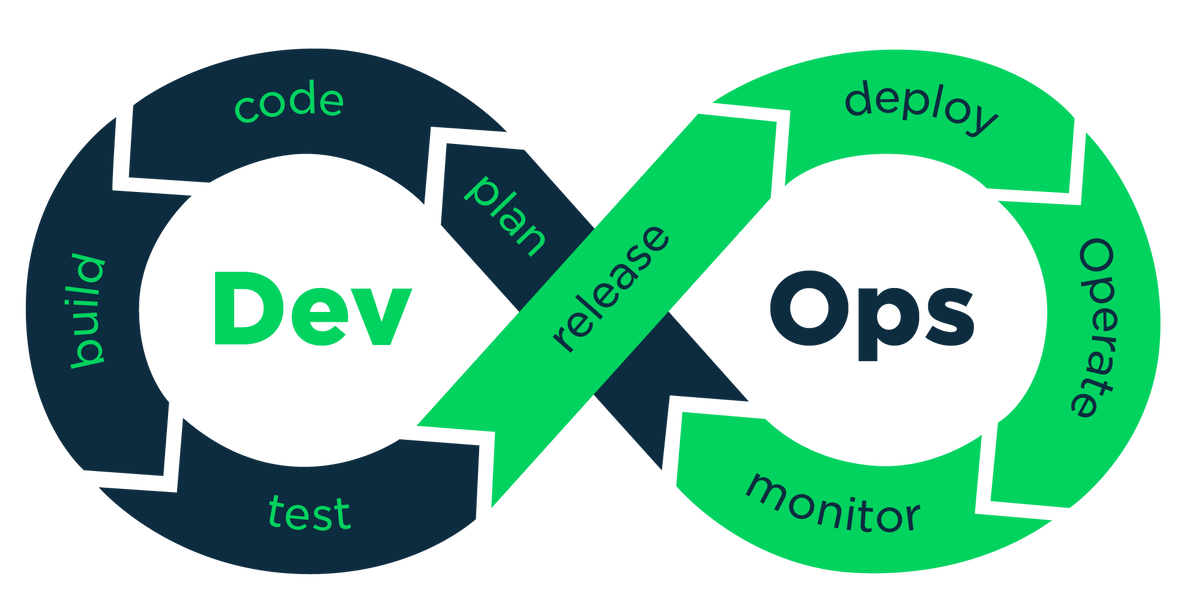 code
deploy
plan
release
build
Dev
Ops
Operate
test
monitor